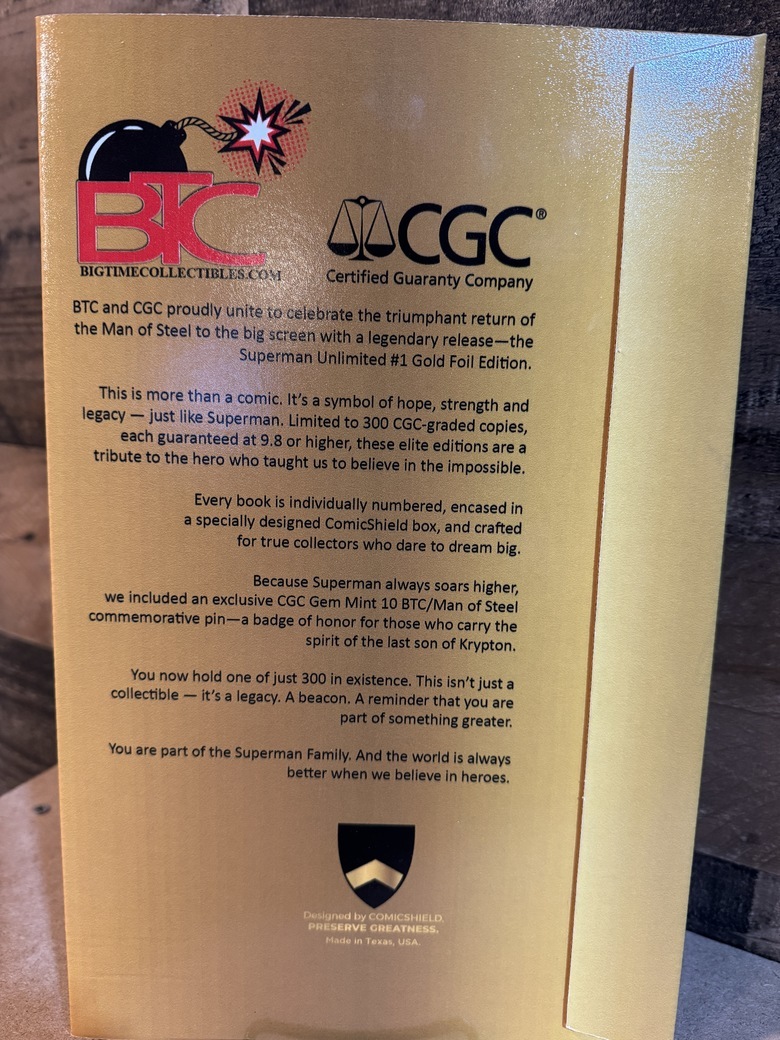 BTC
BIGTIMECOLLECTIBLES.COM
CGC®
Certified Guaranty Company
BTC and CGC proudly unite to celebrate the triumphant return of
the Man of Steel to the big screen with a legendary release—the
Superman Unlimited #1 Gold Foil Edition.
This is more than a comic. It's a symbol of hope, strength and
legacy — just like Superman. Limited to 300 CGC-graded copies,
each guaranteed at 9.8 or higher, these elite editions are a
tribute to the hero who taught us to believe in the impossible.
Every book is individually numbered, encased in
a specially designed ComicShield box, and crafted
for true collectors who dare to dream big.
Because Superman always soars higher,
we included an exclusive CGC Gem Mint 10 BTC/Man of Steel
commemorative pin—a badge of honor for those who carry the
spirit of the last son of Krypton.
You now hold one of just 300 in existence. This isn't just a
collectible — it's a legacy. A beacon. A reminder that you are
part of something greater.
You are part of the Superman Family. And the world is always
better when we believe in heroes.
Designed by COMICSHIELD.
PRESERVE GREATNESS.
Made in Texas, USA.